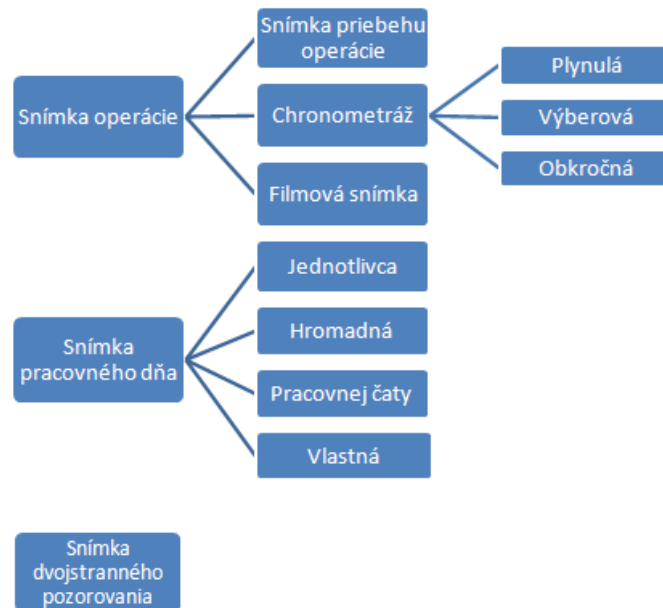 Snímka operácie
Snímka priebehu
operácie
Chronometráž
Filmová snímka
Plynulá
Výberová
Obkročná
Snímka
pracovného dňa
Jednotlivca
Hromadná
Pracovnej čaty
Vlastná
Snímka
dvojstranného
pozorovania